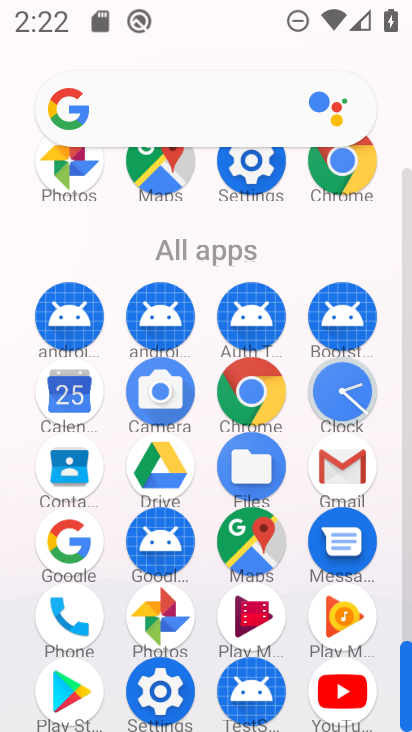 2:22
Photos Maps Settings Chrome
All apps
androi... androi... Auth T... Bootst...
Calen... Camera Chrome Clock
Conta... Drive Files Gmail
Google Googl... Maps Messa...
Phone Photos Play M... Play M...
Play St... Settings TestS... YouTu...